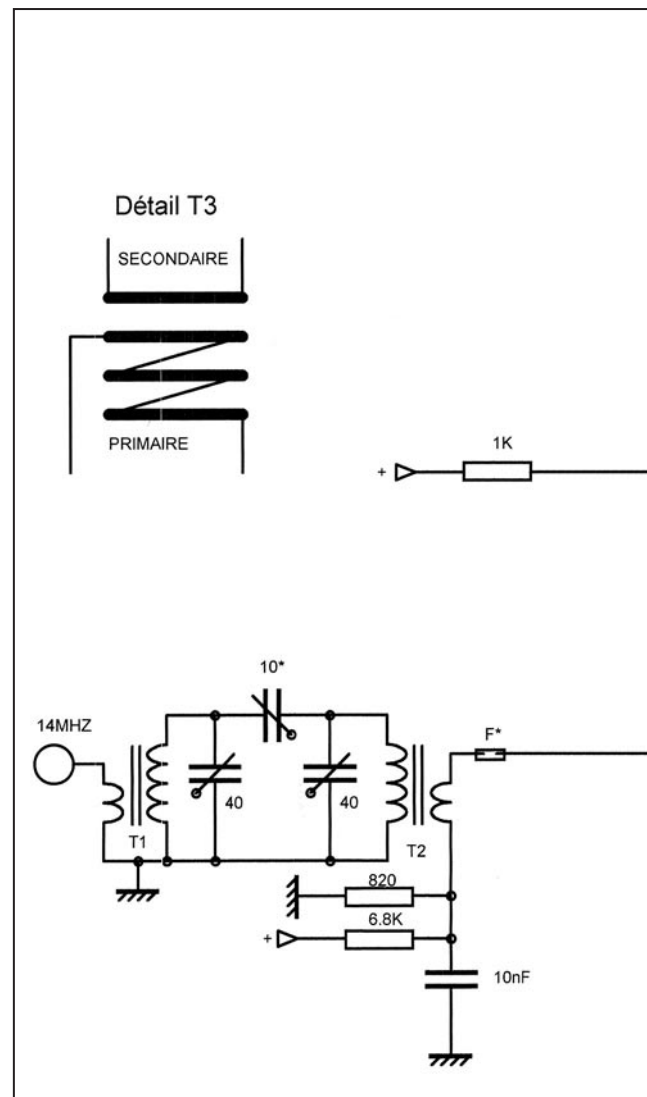 Détail T3
SECONDAIRE
PRIMAIRE
1K
+
10*
14MHZ
F*
40
40
T1
T2
820
6.8K
+
10nF